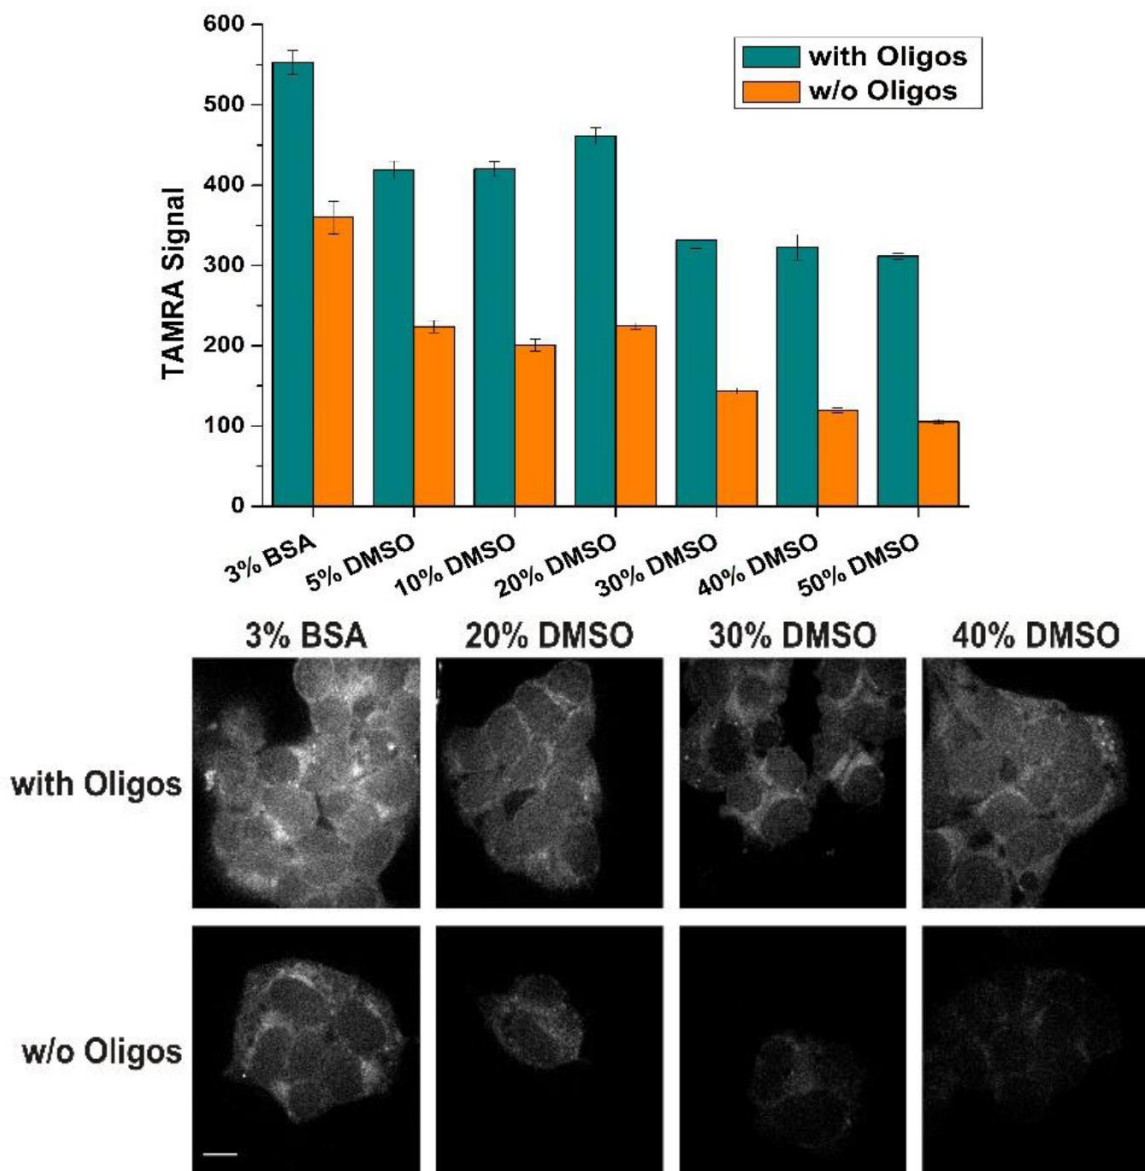 600
500
400
300
200
100
0
TAMRA Signal
with Oligos
w/o Oligos
3% BSA
5% DMSO
10% DMSO
20% DMSO
30% DMSO
40% DMSO
50% DMSO
3% BSA 20% DMSO 30% DMSO 40% DMSO
with Oligos
w/o Oligos